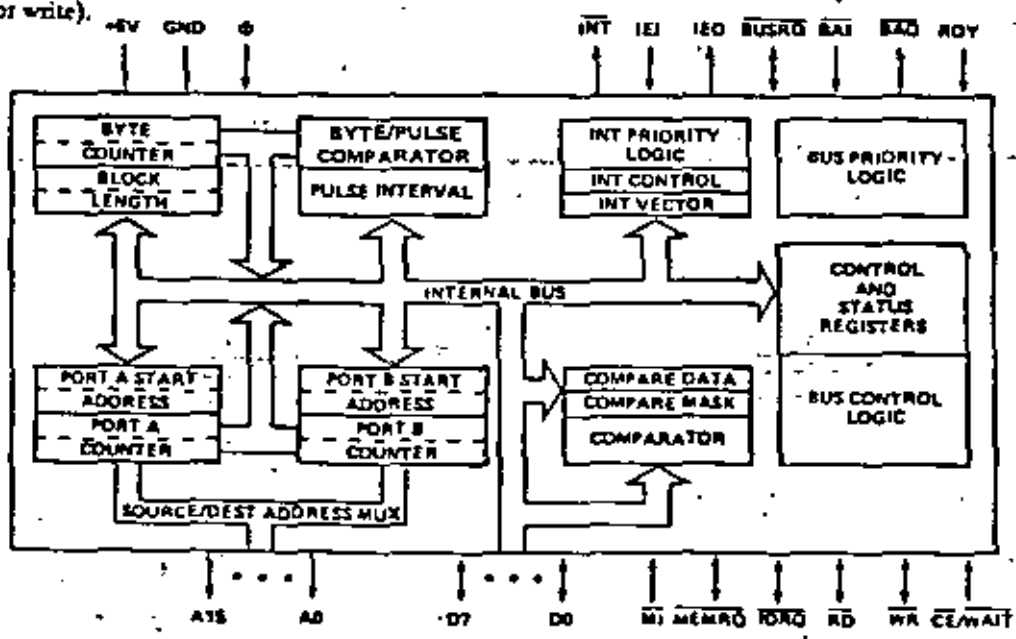 or write).
+5V GND Φ INT IEI IEO BUSRQ BAI BAO RDY
BYTE
COUNTER
BLOCK
LENGTH
BYTE/PULSE
COMPARATOR
PULSE INTERVAL
INT PRIORITY
LOGIC
INT CONTROL
INT VECTOR
BUS PRIORITY
LOGIC
INTERNAL BUS
CONTROL
AND
STATUS
REGISTERS
PORT A START
ADDRESS
PORT A
COUNTER
PORT B START
ADDRESS
PORT B
COUNTER
COMPARE DATA
COMPARE MASK
COMPARATOR
BUS CONTROL
LOGIC
SOURCE/DEST ADDRESS MUX
A15 A0 D7 D0 M1 MEMRQ IORQ RD WR CE/WAIT